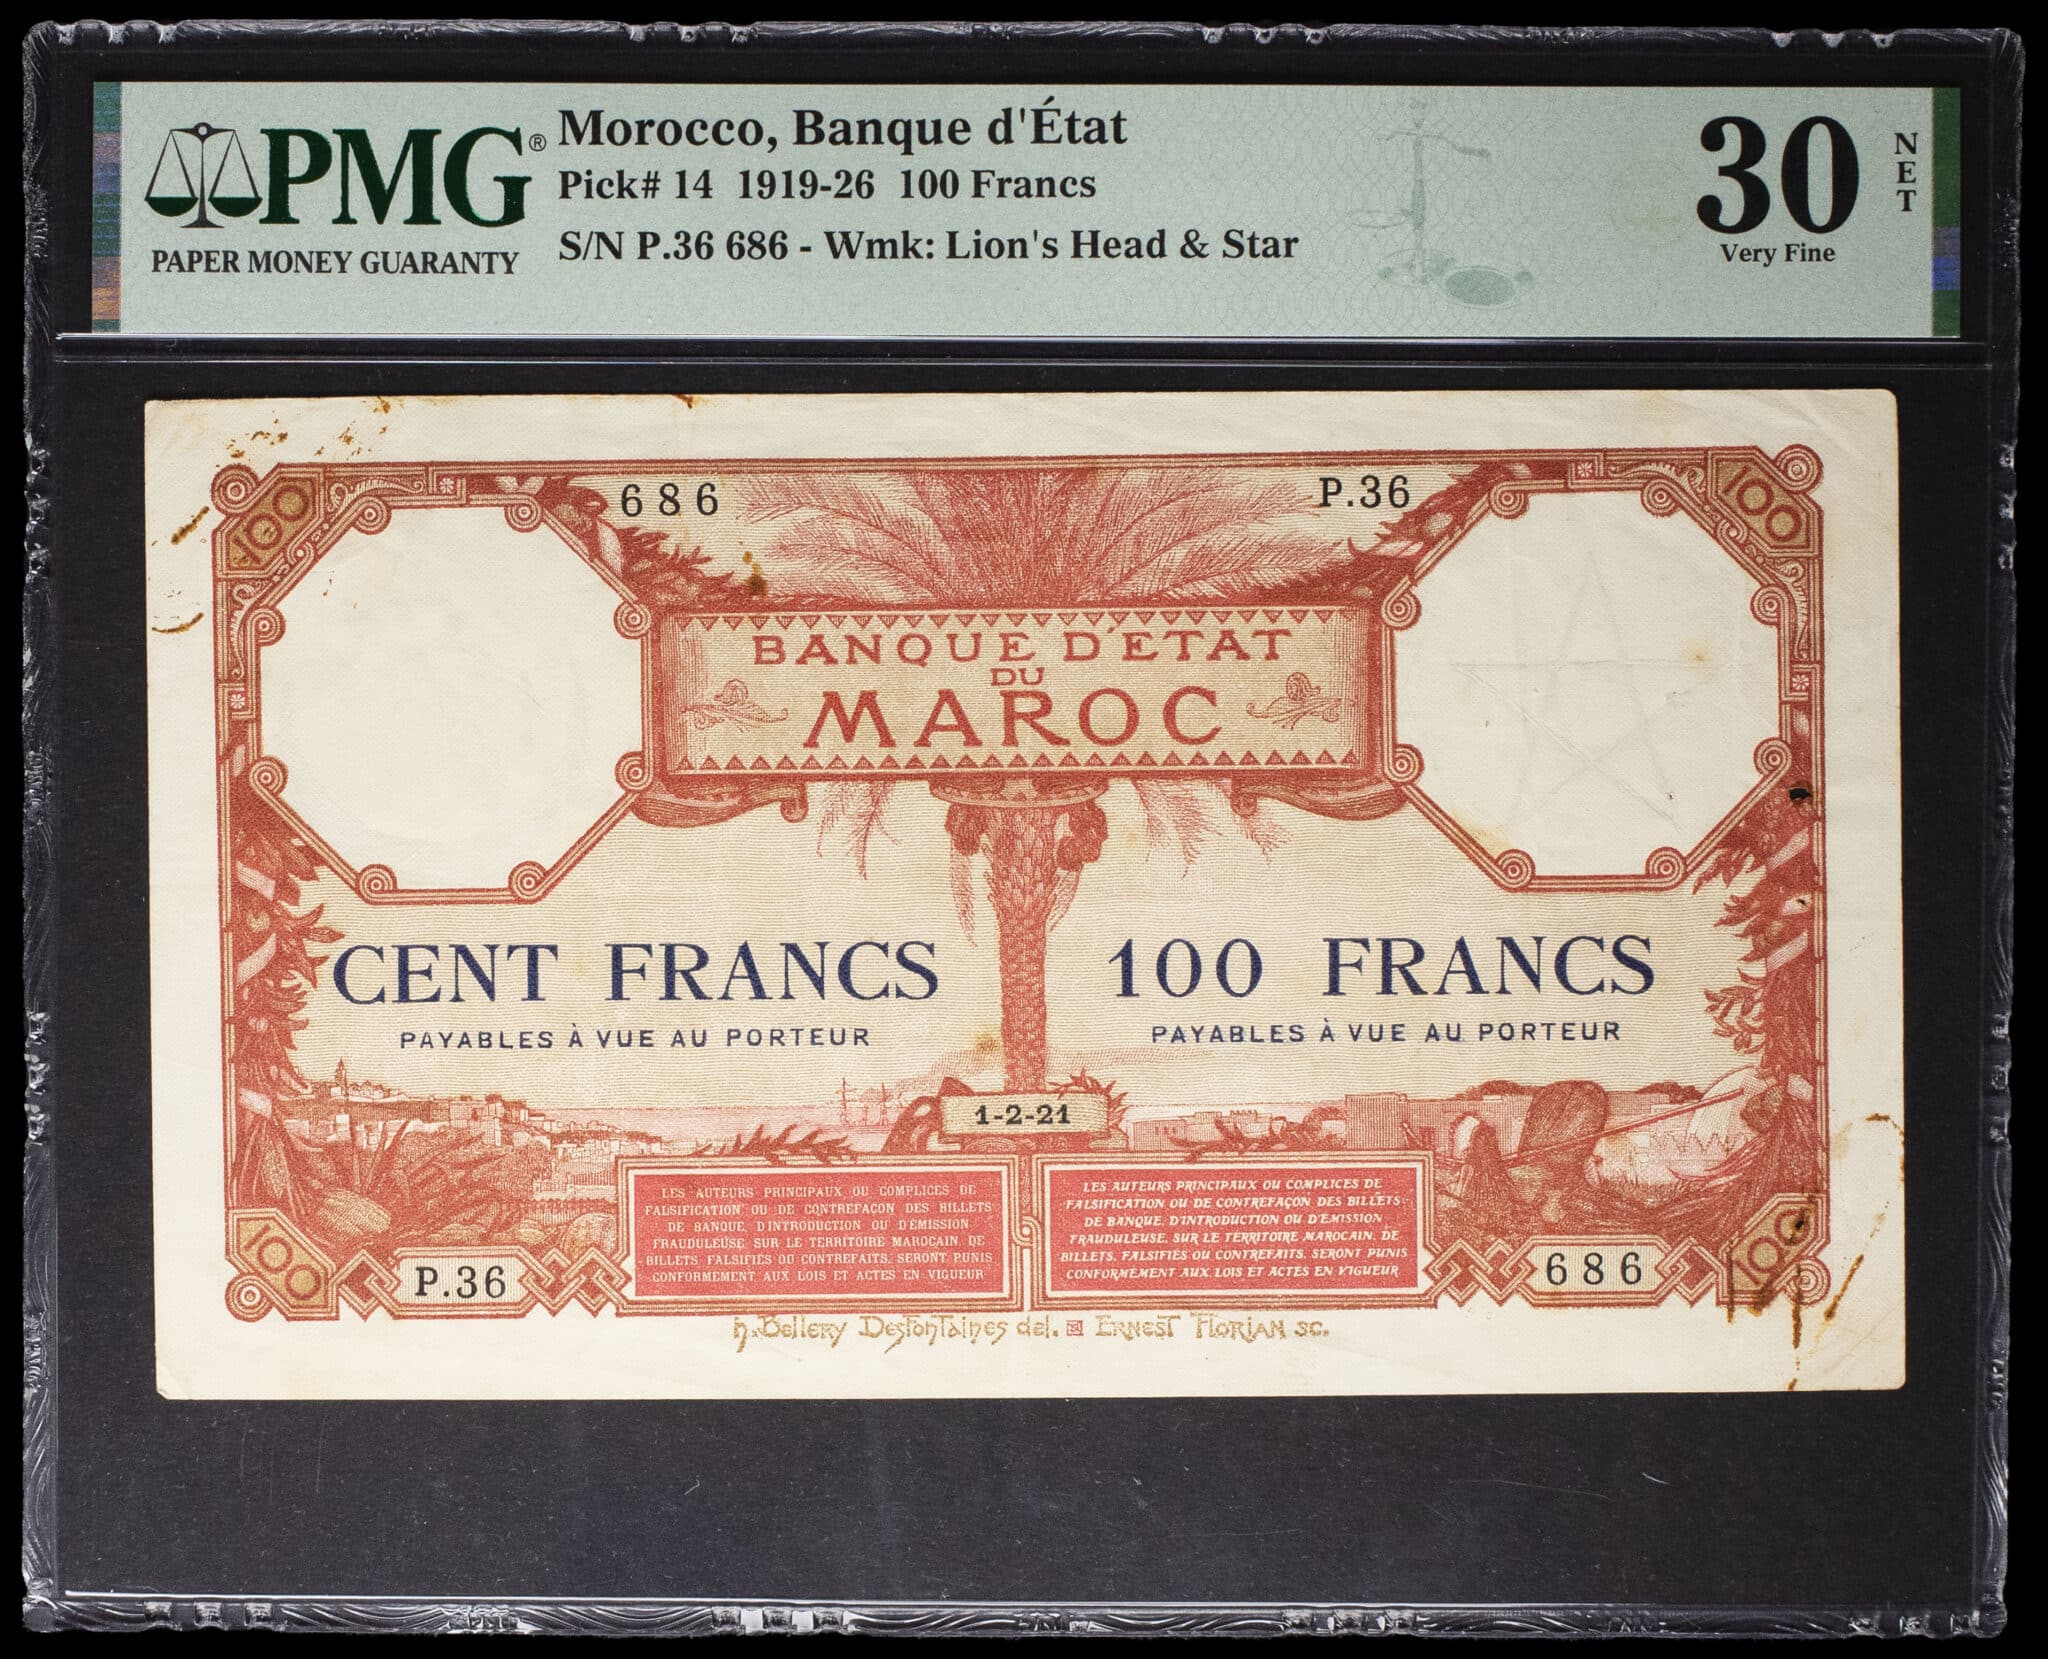 PMG®
PAPER MONEY GUARANTY
Morocco, Banque d'État
Pick# 14 1919-26 100 Francs
S/N P.36 686 - Wmk: Lion's Head & Star
30
NET
Very Fine
100
686
P.36
100
BANQUE D'ETAT
DU
MAROC
CENT FRANCS
PAYABLES À VUE AU PORTEUR
100 FRANCS
PAYABLES À VUE AU PORTEUR
1-2-21
LES AUTEURS PRINCIPAUX OU COMPLICES DE
FALSIFICATION OU DE CONTREFAÇON DES BILLETS
DE BANQUE, D'INTRODUCTION OU D'ÉMISSION
FRAUDULEUSE SUR LE TERRITOIRE MAROCAIN, DE
BILLETS FALSIFIÉS OU CONTREFAITS, SERONT PUNIS
CONFORMÉMENT AUX LOIS ET ACTES EN VIGUEUR
LES AUTEURS PRINCIPAUX OU COMPLICES DE
FALSIFICATION OU DE CONTREFAÇON DES BILLETS
DE BANQUE, D'INTRODUCTION OU D'ÉMISSION
FRAUDULEUSE, SUR LE TERRITOIRE MAROCAIN, DE
BILLETS, FALSIFIÉS OU CONTREFAITS, SERONT PUNIS
CONFORMÉMENT AUX LOIS ET ACTES EN VIGUEUR
100
P.36
686
100
h. Bellery Desfontaines del. ERNEST FLORIAN SC.